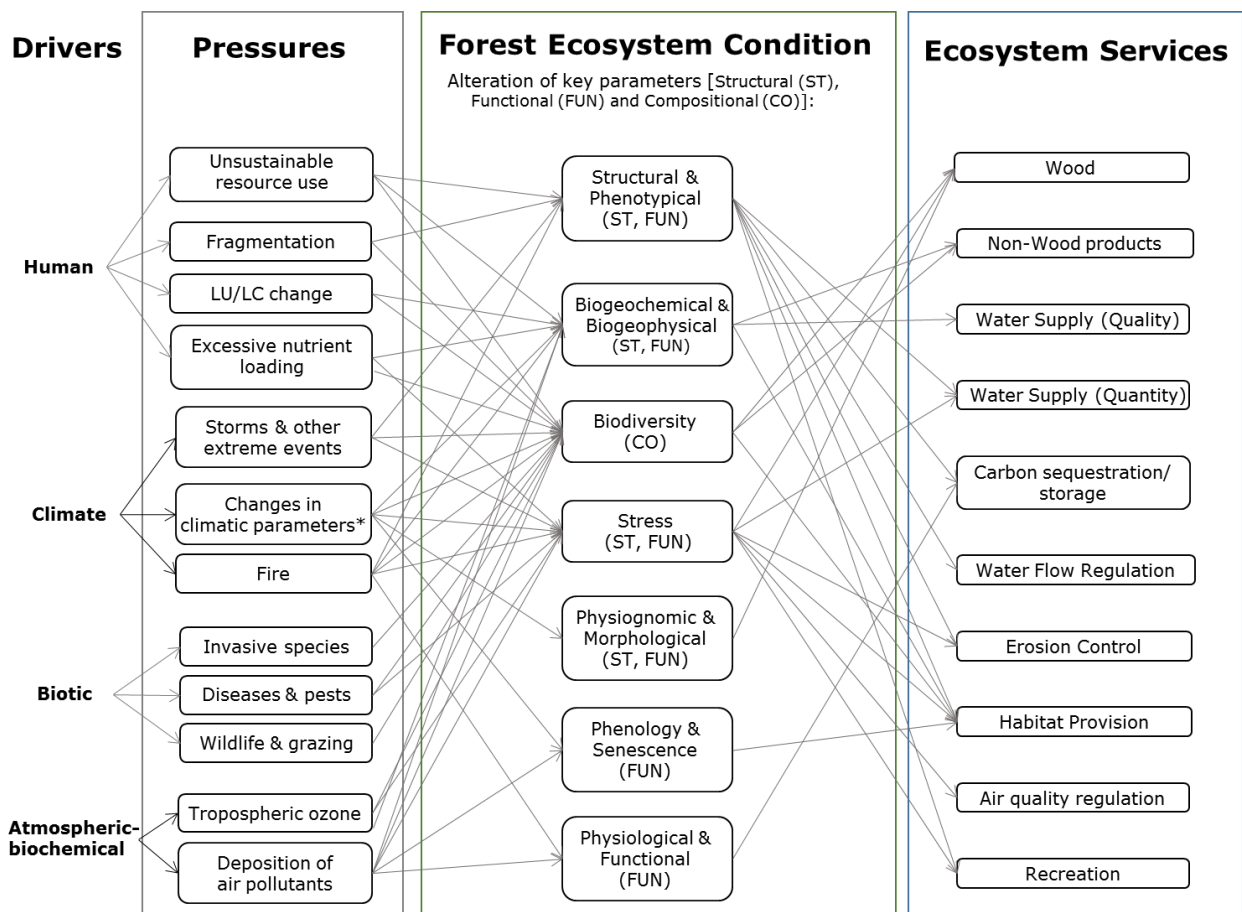 Drivers
Pressures
Forest Ecosystem Condition
Alteration of key parameters [Structural (ST),
Functional (FUN) and Compositional (CO)]:
Ecosystem Services
Human
Climate
Biotic
Atmospheric-
biochemical
Unsustainable
resource use
Fragmentation
LU/LC change
Excessive nutrient
loading
Storms & other
extreme events
Changes in
climatic parameters*
Fire
Invasive species
Diseases & pests
Wildlife & grazing
Tropospheric ozone
Deposition of
air pollutants
Structural &
Phenotypical
(ST, FUN)
Biogeochemical &
Biogeophysical
(ST, FUN)
Biodiversity
(CO)
Stress
(ST, FUN)
Physiognomic &
Morphological
(ST, FUN)
Phenology &
Senescence
(FUN)
Physiological &
Functional
(FUN)
Wood
Non-Wood products
Water Supply (Quality)
Water Supply (Quantity)
Carbon sequestration/
storage
Water Flow Regulation
Erosion Control
Habitat Provision
Air quality regulation
Recreation